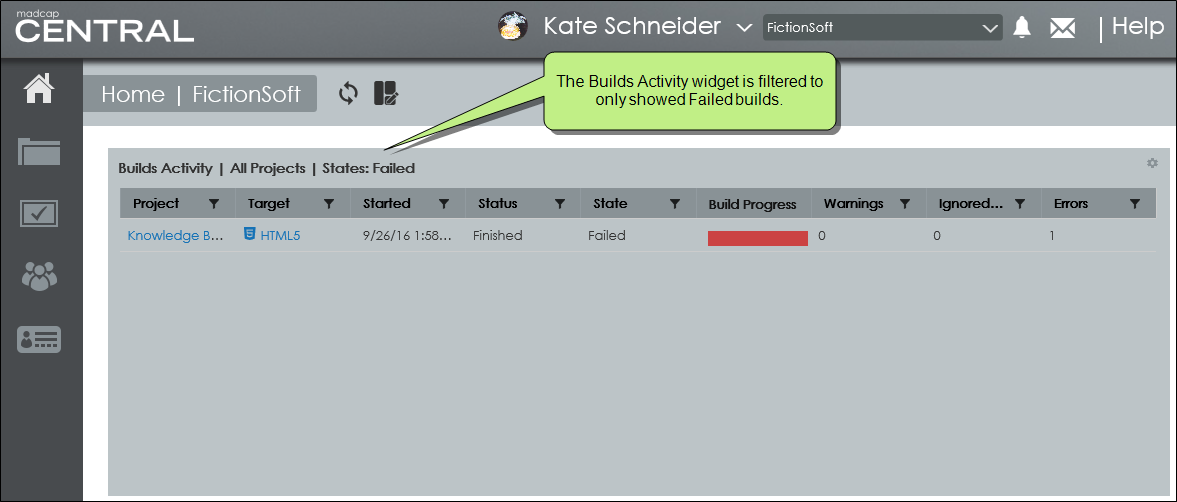 madcap
CENTRAL
Kate Schneider
FictionSoft
Help
Home | FictionSoft
The Builds Activity widget is filtered to
only showed Failed builds.
Builds Activity | All Projects | States: Failed
Project Target Started Status State Build Progress Warnings Ignored... Errors
Knowledge B... HTML5 9/26/16 1:58... Finished Failed 0 0 1